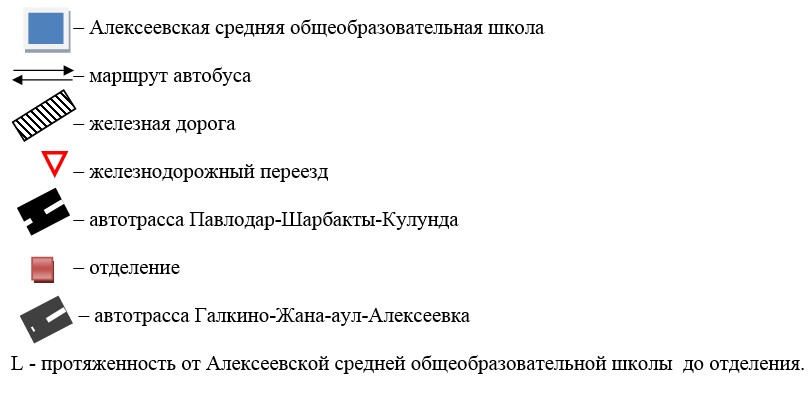 – Алексеевская средняя общеобразовательная школа
– маршрут автобуса
– железная дорога
– железнодорожный переезд
– автотрасса Павлодар-Шарбакты-Кулунда
– отделение
– автотрасса Галкино-Жана-аул-Алексеевка
L - протяженность от Алексеевской средней общеобразовательной школы до отделения.